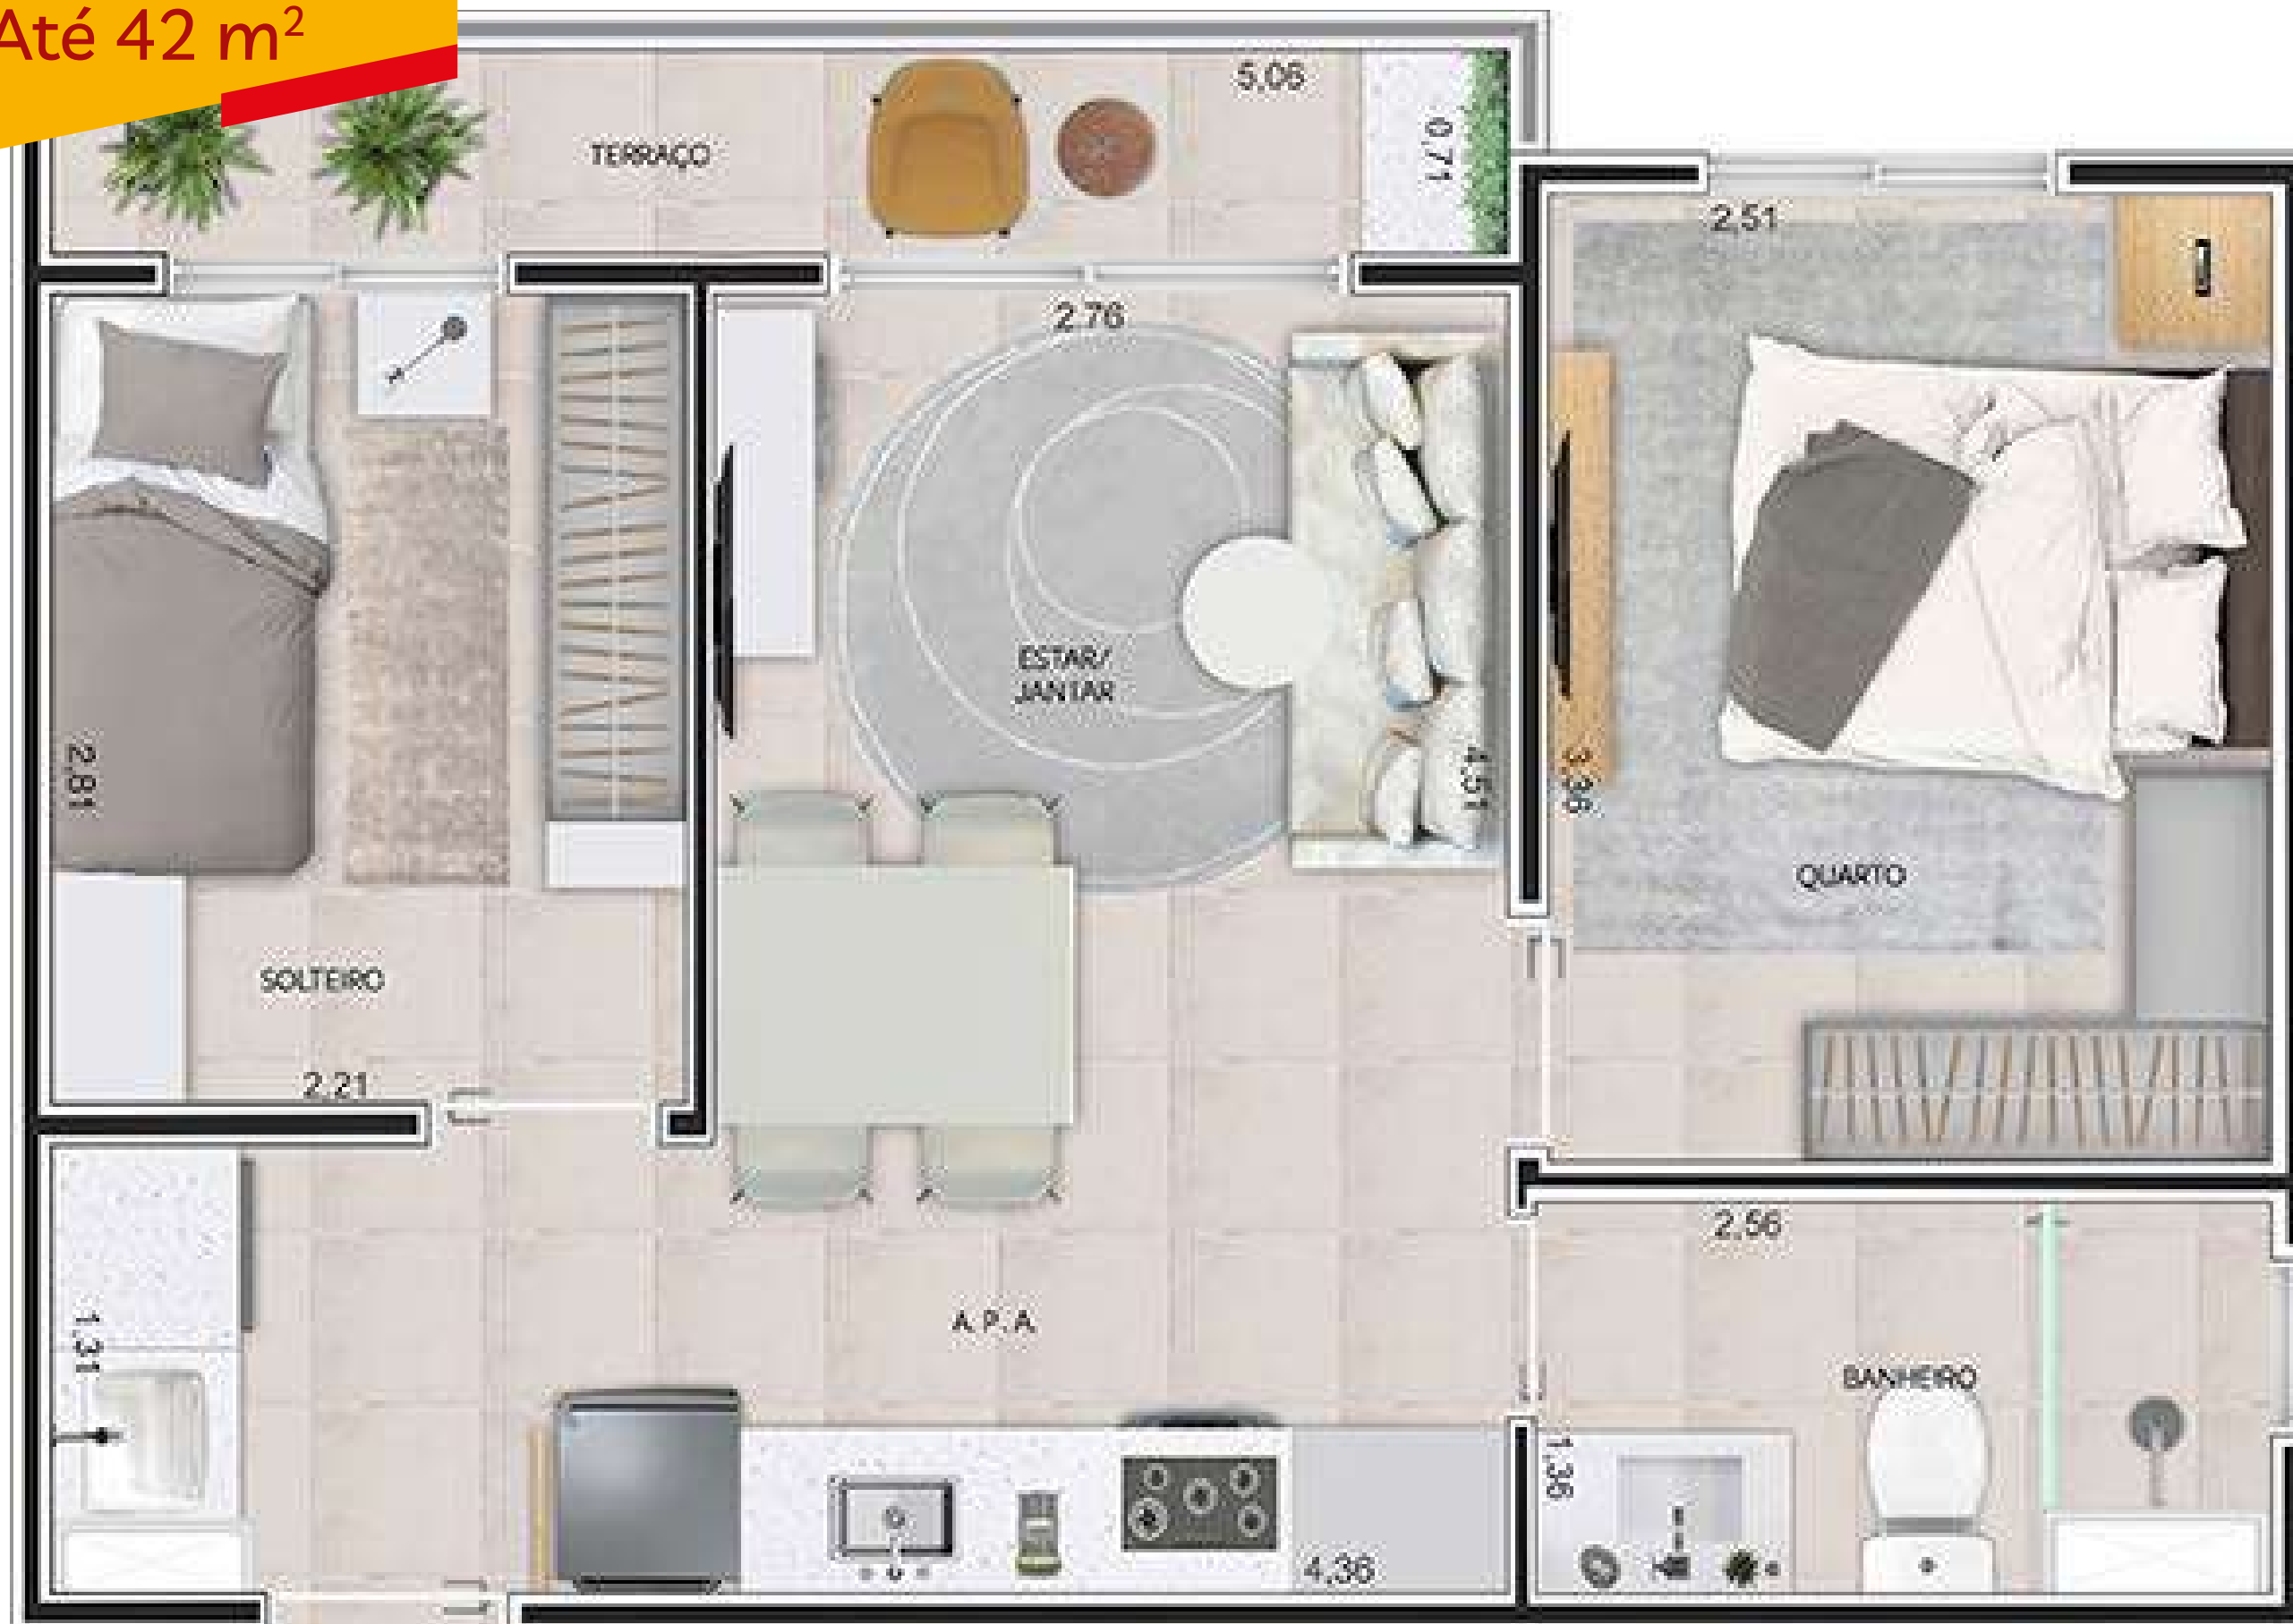 Até 42 m²
5,06
TERRAÇO
0,71
2,51
2,76
ESTAR/
JANTAR
2,81
4,51
3,36
QUARTO
SOLTEIRO
2,21
2,56
1,31
A.P.A.
BANHEIRO
1,36
4,36